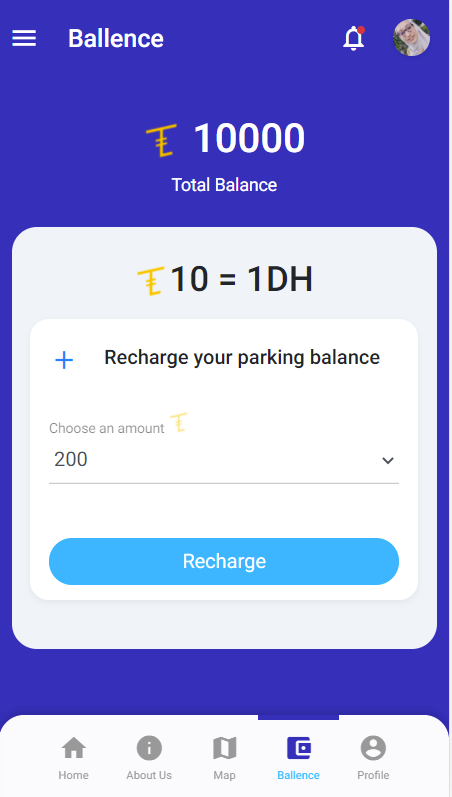 Ballence
10000
Total Balance
10 = 1DH
Recharge your parking balance
Choose an amount
200
Recharge
Home
About Us
Map
Ballence
Profile